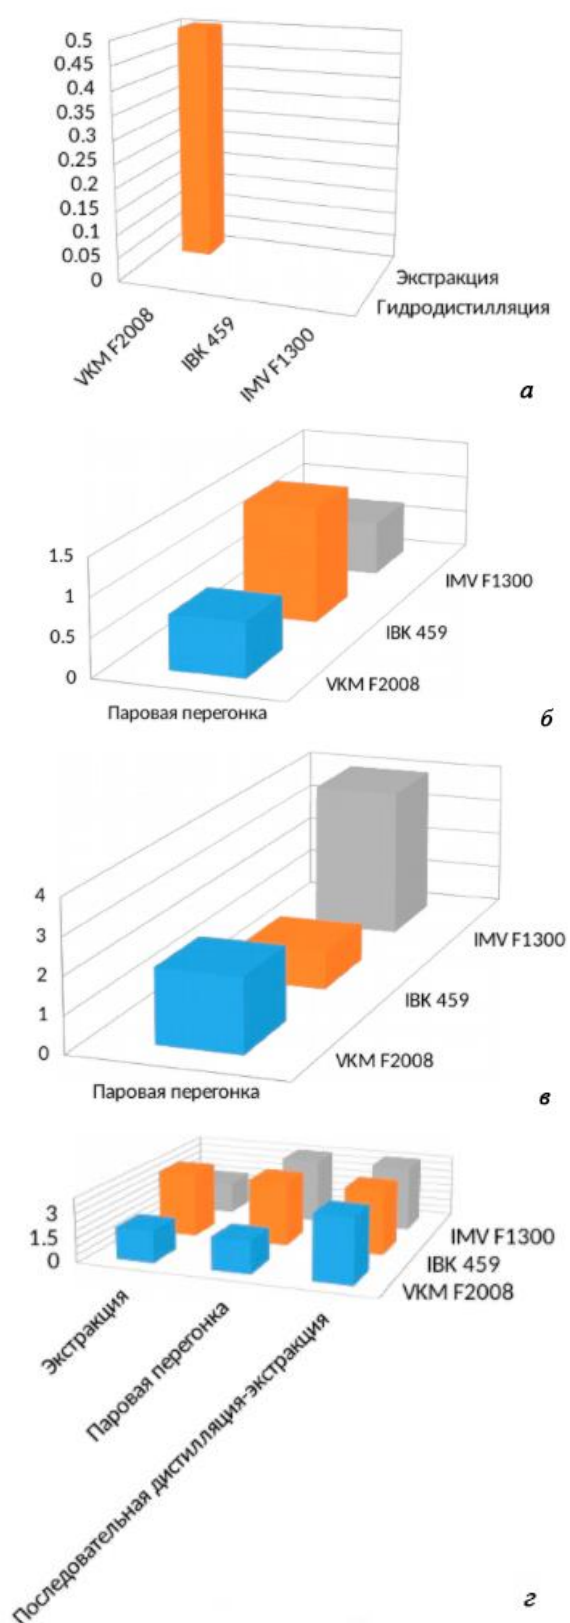 0.5
0.45
0.4
0.35
0.3
0.25
0.2
0.15
0.1
0.05
0
Экстракция
Гидродистилляция
VKM F2008
IBK 459
IMV F1300
а
1.5
1
0.5
0
IMV F1300
IBK 459
VKM F2008
Паровая перегонка
б
4
3
2
1
0
IMV F1300
IBK 459
VKM F2008
Паровая перегонка
в
3
1.5
0
IMV F1300
IBK 459
VKM F2008
Экстракция
Паровая перегонка
Последовательная дистилляция-экстракция
г